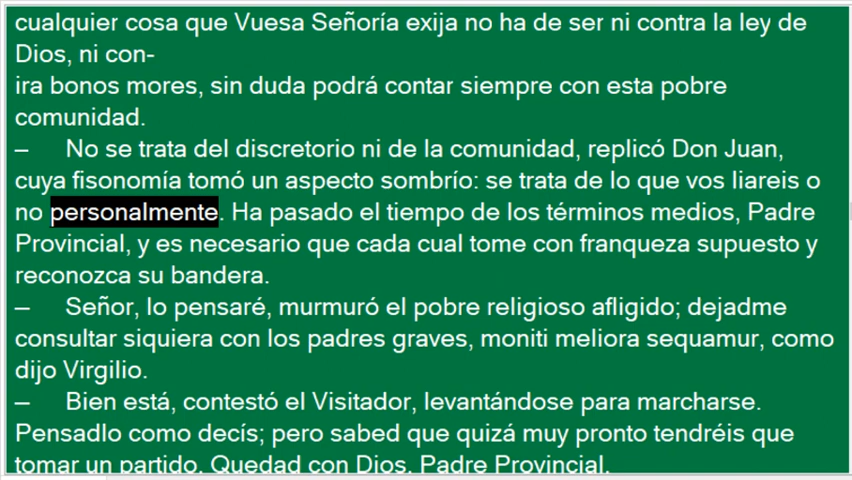 cualquier cosa que Vuesa Señoría exija no ha de ser ni contra la ley de
Dios, ni con-
ira bonos mores, sin duda podrá contar siempre con esta pobre
comunidad.
– No se trata del discretorio ni de la comunidad, replicó Don Juan,
cuya fisonomía tomó un aspecto sombrío: se trata de lo que vos liareis o
no personalmente. Ha pasado el tiempo de los términos medios, Padre
Provincial, y es necesario que cada cual tome con franqueza supuesto y
reconozca su bandera.
– Señor, lo pensaré, murmuró el pobre religioso afligido; dejadme
consultar siquiera con los padres graves, moniti meliora sequamur, como
dijo Virgilio.
– Bien está, contestó el Visitador, levantándose para marcharse.
Pensadlo como decís; pero sabed que quizá muy pronto tendréis que
tomar un partido. Quedad con Dios, Padre Provincial.